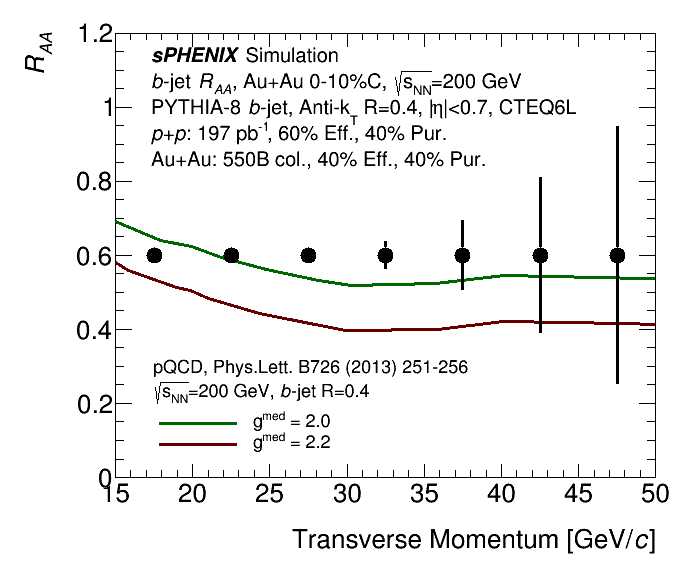 R_AA
1.2
1
0.8
0.6
0.4
0.2
0
sPHENIX Simulation
b-jet R_AA, Au+Au 0-10%C, √s_NN=200 GeV
PYTHIA-8 b-jet, Anti-k_T R=0.4, |η|<0.7, CTEQ6L
p+p: 197 pb^-1, 60% Eff., 40% Pur.
Au+Au: 550B col., 40% Eff., 40% Pur.
pQCD, Phys.Lett. B726 (2013) 251-256
√s_NN=200 GeV, b-jet R=0.4
g^med = 2.0
g^med = 2.2
15 20 25 30 35 40 45 50
Transverse Momentum [GeV/c]